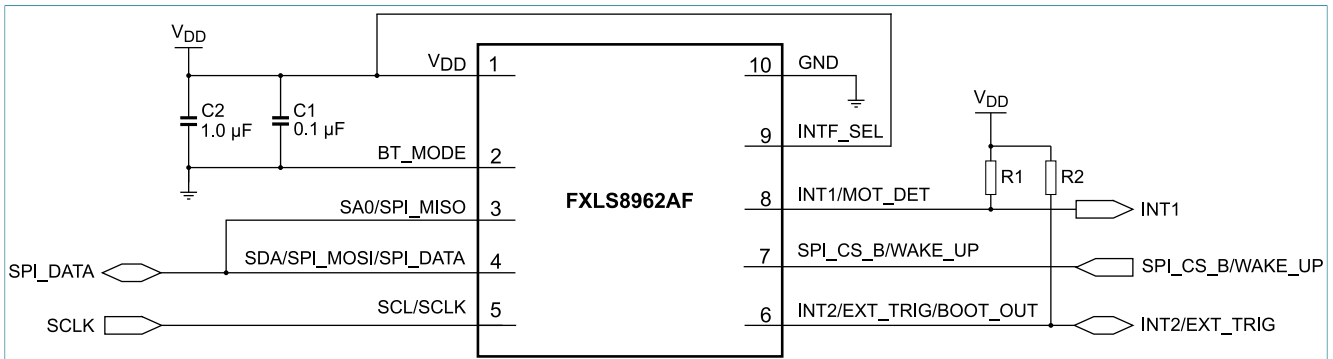 VDD
VDD 1
10 GND
C2
1.0 µF
C1
0.1 µF
VDD
9 INTF_SEL
BT_MODE 2
R1
R2
FXLS8962AF
SA0/SPI_MISO 3
8 INT1/MOT_DET
INT1
SPI_DATA
SDA/SPI_MOSI/SPI_DATA 4
7 SPI_CS_B/WAKE_UP
SPI_CS_B/WAKE_UP
SCLK
SCL/SCLK 5
6 INT2/EXT_TRIG/BOOT_OUT
INT2/EXT_TRIG